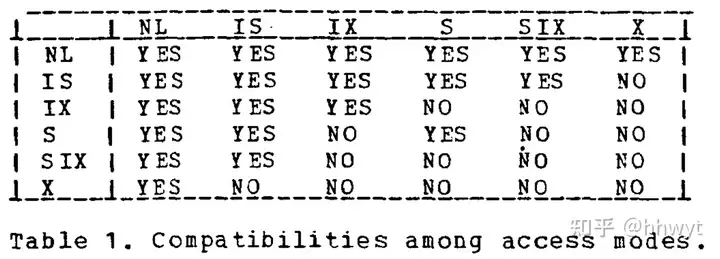 NL IS IX S SIX X
NL YES YES YES YES YES YES
IS YES YES YES YES YES NO
IX YES YES YES NO NO NO
S YES YES NO YES NO NO
SIX YES YES NO NO NO NO
X YES NO NO NO NO NO
知乎 @hhwyt
Table 1. Compatibilities among access modes.